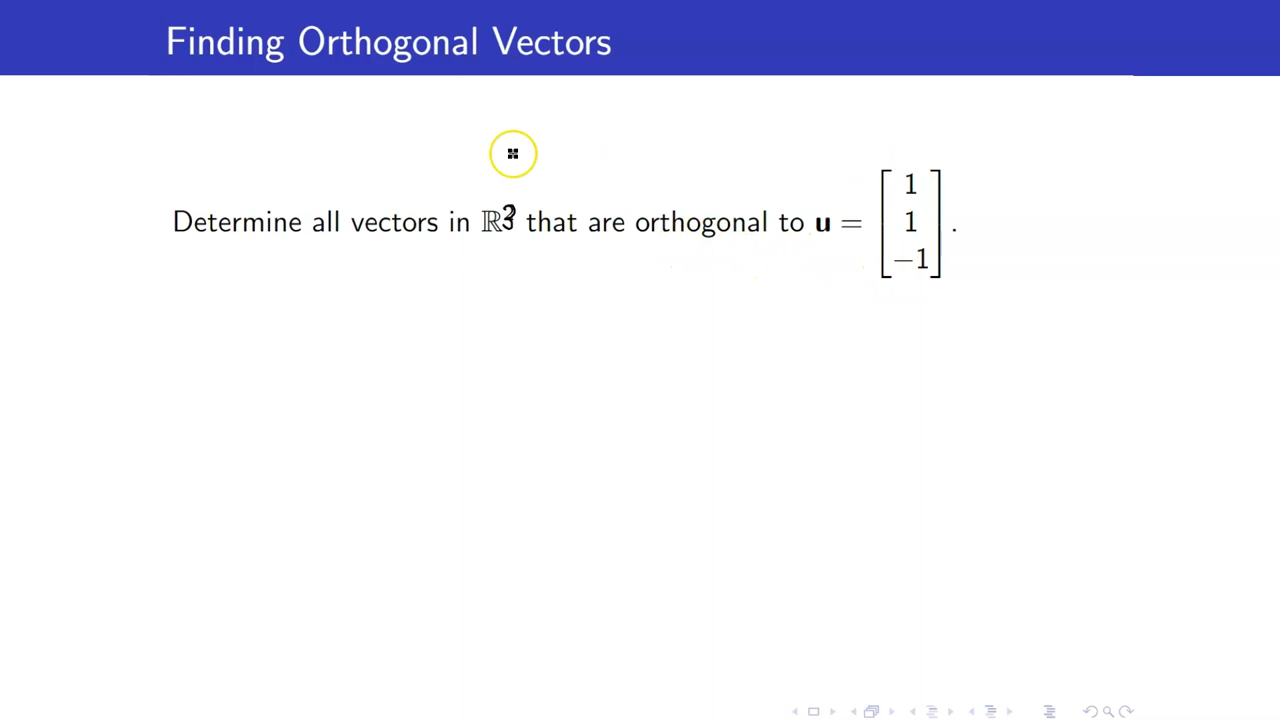 Finding Orthogonal Vectors
Determine all vectors in ℝ³ that are orthogonal to u = [1 1 −1].